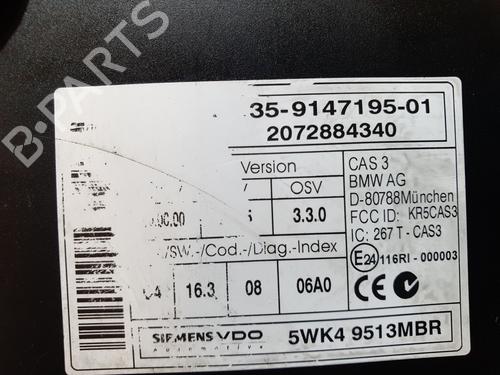 B-PARTS
35-9147195-01
2072884340
Version
OSV
3.3.0
CAS 3
BMW AG
D-80788München
FCC ID: KR5CAS3
IC: 267 T - CAS3
E24 116RI - 000003
/SW.-/Cod.-/Diag.-Index
16.3 08 06A0
CE
SIEMENS VDO
Automotive
5WK4 9513MBR